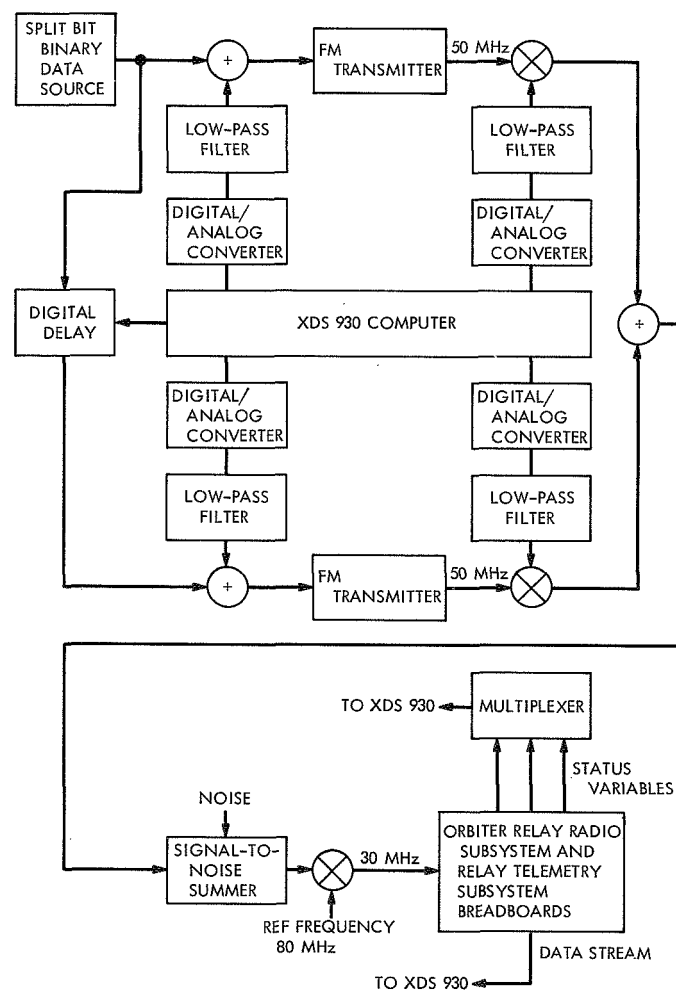 SPLIT BIT
BINARY
DATA
SOURCE
+
FM
TRANSMITTER
50 MHz
LOW-PASS
FILTER
LOW-PASS
FILTER
DIGITAL/
ANALOG
CONVERTER
DIGITAL/
ANALOG
CONVERTER
DIGITAL
DELAY
XDS 930 COMPUTER
+
DIGITAL/
ANALOG
CONVERTER
DIGITAL/
ANALOG
CONVERTER
LOW-PASS
FILTER
LOW-PASS
FILTER
+
FM
TRANSMITTER
50 MHz
TO XDS 930
MULTIPLEXER
STATUS
VARIABLES
NOISE
SIGNAL-TO-
NOISE
SUMMER
30 MHz
REF FREQUENCY
80 MHz
ORBITER RELAY RADIO
SUBSYSTEM AND
RELAY TELEMETRY
SUBSYSTEM
BREADBOARDS
DATA STREAM
TO XDS 930